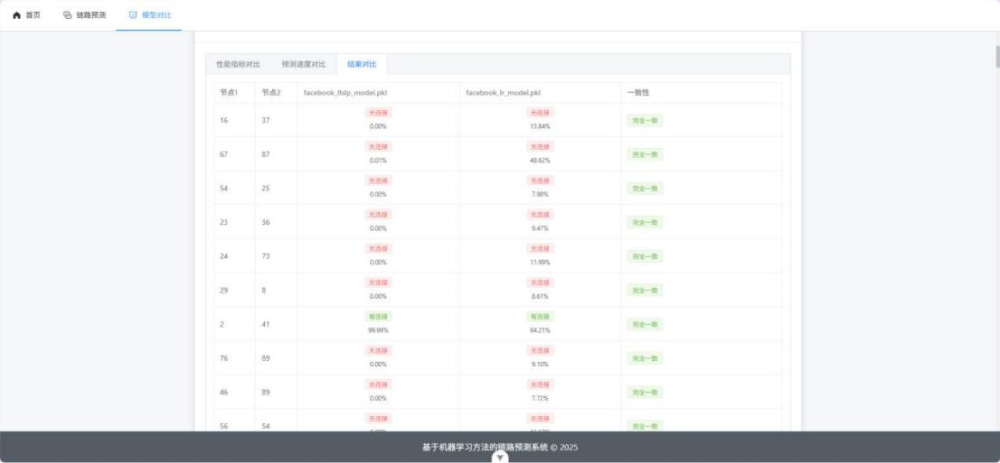 首页 链路预测 模型对比
性能指标对比 预测速度对比 结果对比
节点1 节点2 facebook_llslp_model.pkl facebook_lr_model.pkl 一致性
无连接 无连接
16 37 完全一致
0.00% 13.84%
无连接 无连接
67 87 完全一致
0.01% 48.62%
无连接 无连接
54 25 完全一致
0.00% 7.98%
无连接 无连接
23 36 完全一致
0.00% 9.47%
无连接 无连接
24 73 完全一致
0.00% 11.99%
无连接 无连接
29 8 完全一致
0.00% 8.61%
有连接 有连接
2 41 完全一致
99.99% 94.21%
无连接 无连接
76 89 完全一致
0.00% 9.10%
无连接 无连接
46 89 完全一致
0.00% 7.72%
无连接 无连接
56 54 完全一致
基于机器学习方法的链路预测系统 © 2025